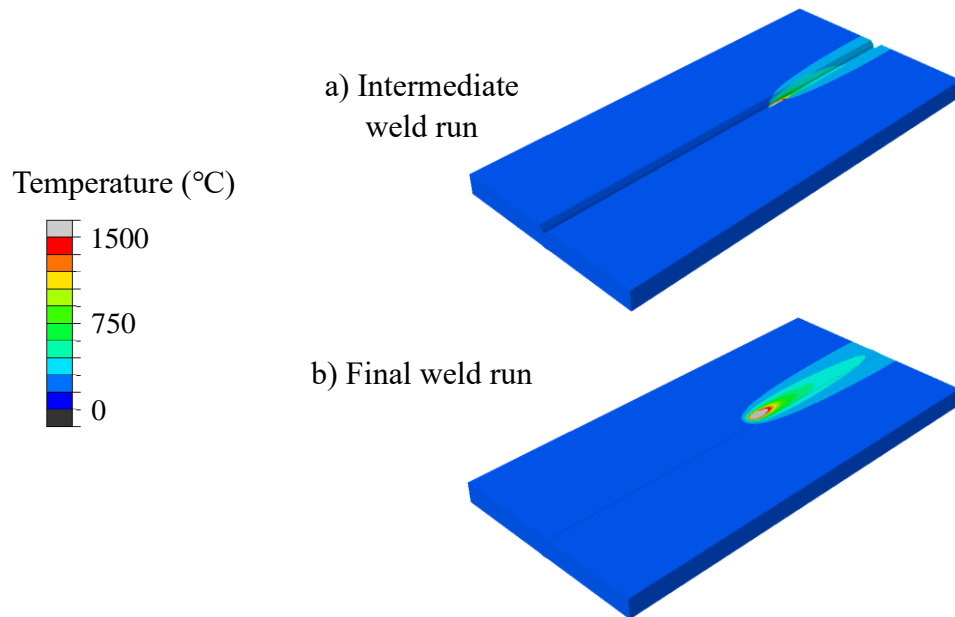 a) Intermediate
weld run
Temperature (℃)
1500
750
0
b) Final weld run